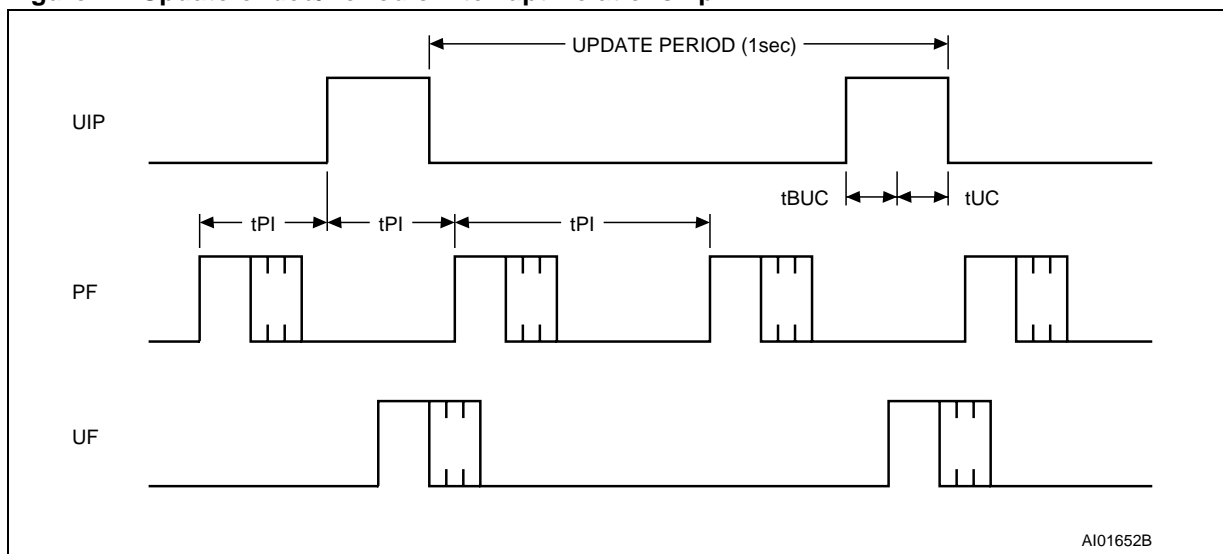 UPDATE PERIOD (1sec)
UIP
tBUC
tUC
tPI
tPI
tPI
PF
UF
AI01652B